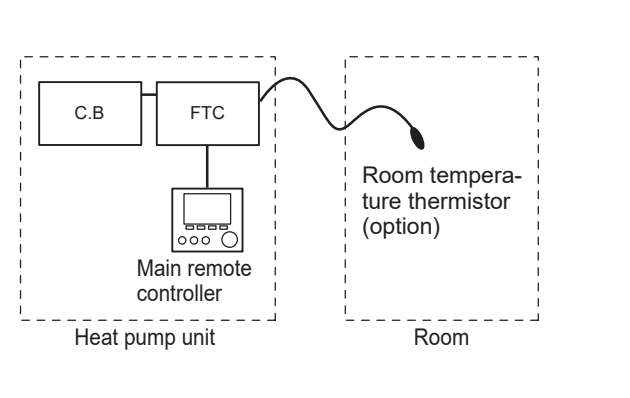 C.B
FTC
Main remote
controller
Heat pump unit
Room tempera-
ture thermistor
(option)
Room